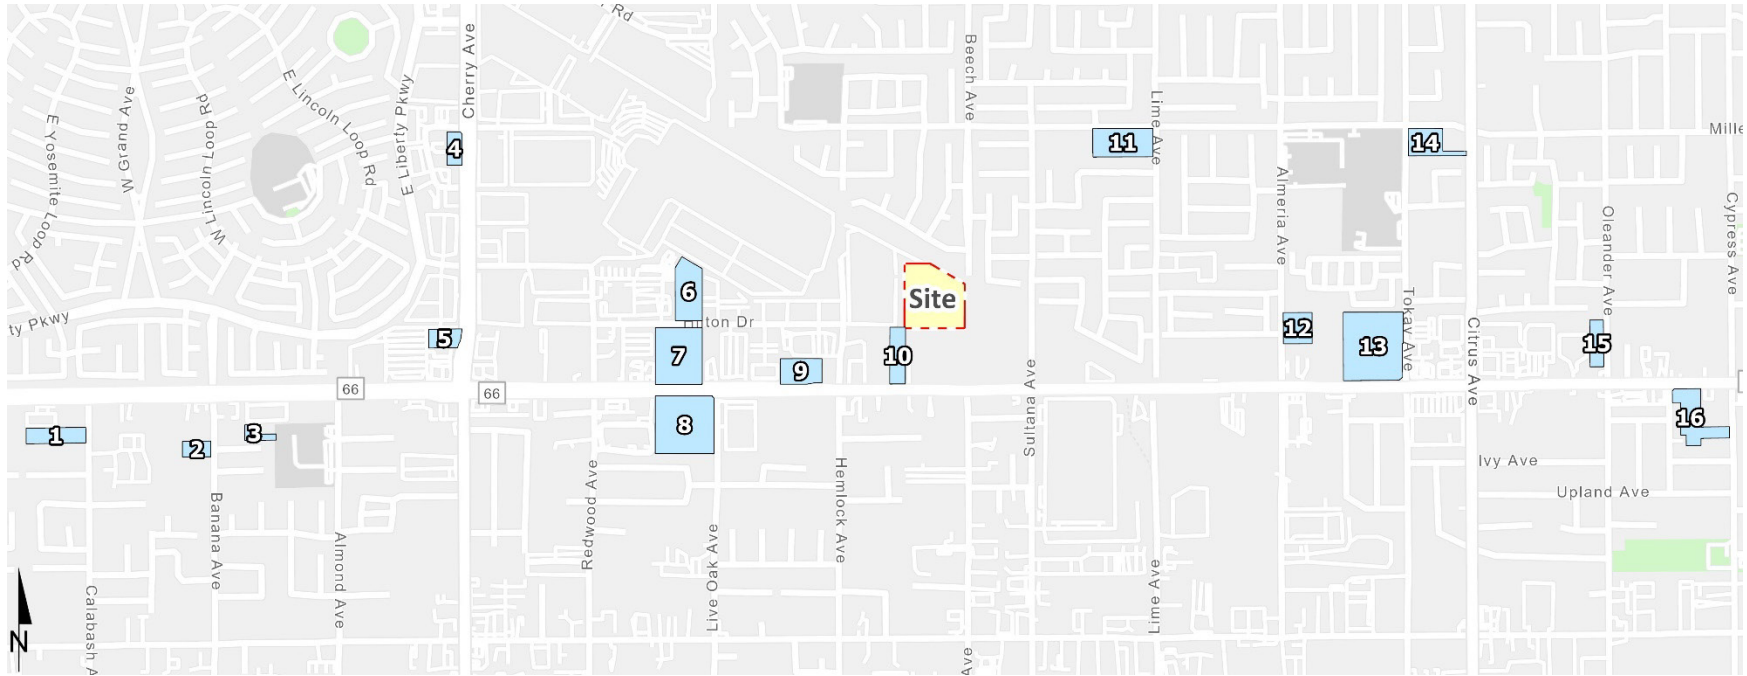 Rd
Cherry Ave
Beech Ave
E Liberty Pkwy
E Lincoln Loop Rd
W Grand Ave
W Lincoln Loop Rd
E Yosemite Loop Rd
Lime Ave
Mille
4
11
14
Almeria Ave
Cypress Ave
Oleander Ave
6
Site
Tokay Ave
ty Pkwy
5
7
10
12
13
15
Citrus Ave
9
66
66
Sultana Ave
1
2
3
8
16
Ivy Ave
Upland Ave
Redwood Ave
Hemlock Ave
Banana Ave
Live Oak Ave
Almond Ave
Lime Ave
Calabash A
N
Ave